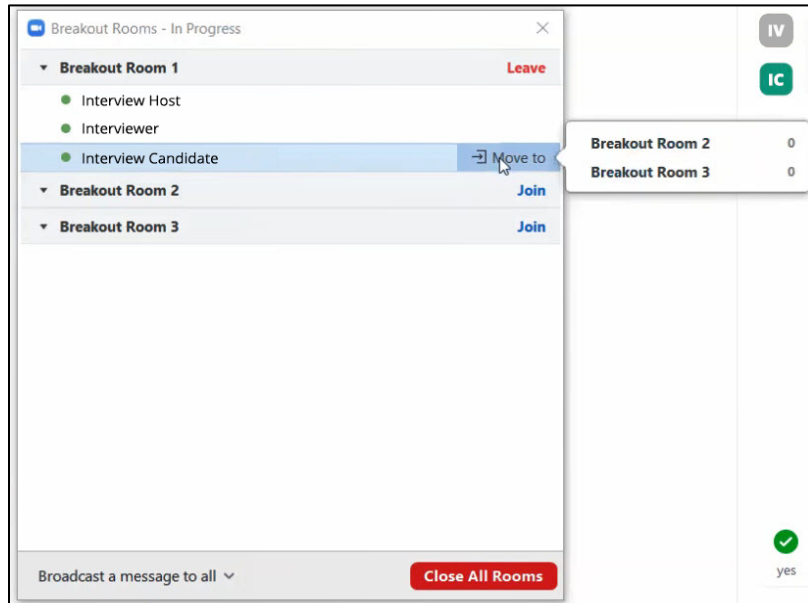 Breakout Rooms - In Progress
IV
Breakout Room 1 Leave
IC
Interview Host
Interviewer
Interview Candidate Move to
Breakout Room 2 0
Breakout Room 3 0
Breakout Room 2 Join
Breakout Room 3 Join
Broadcast a message to all
Close All Rooms
yes